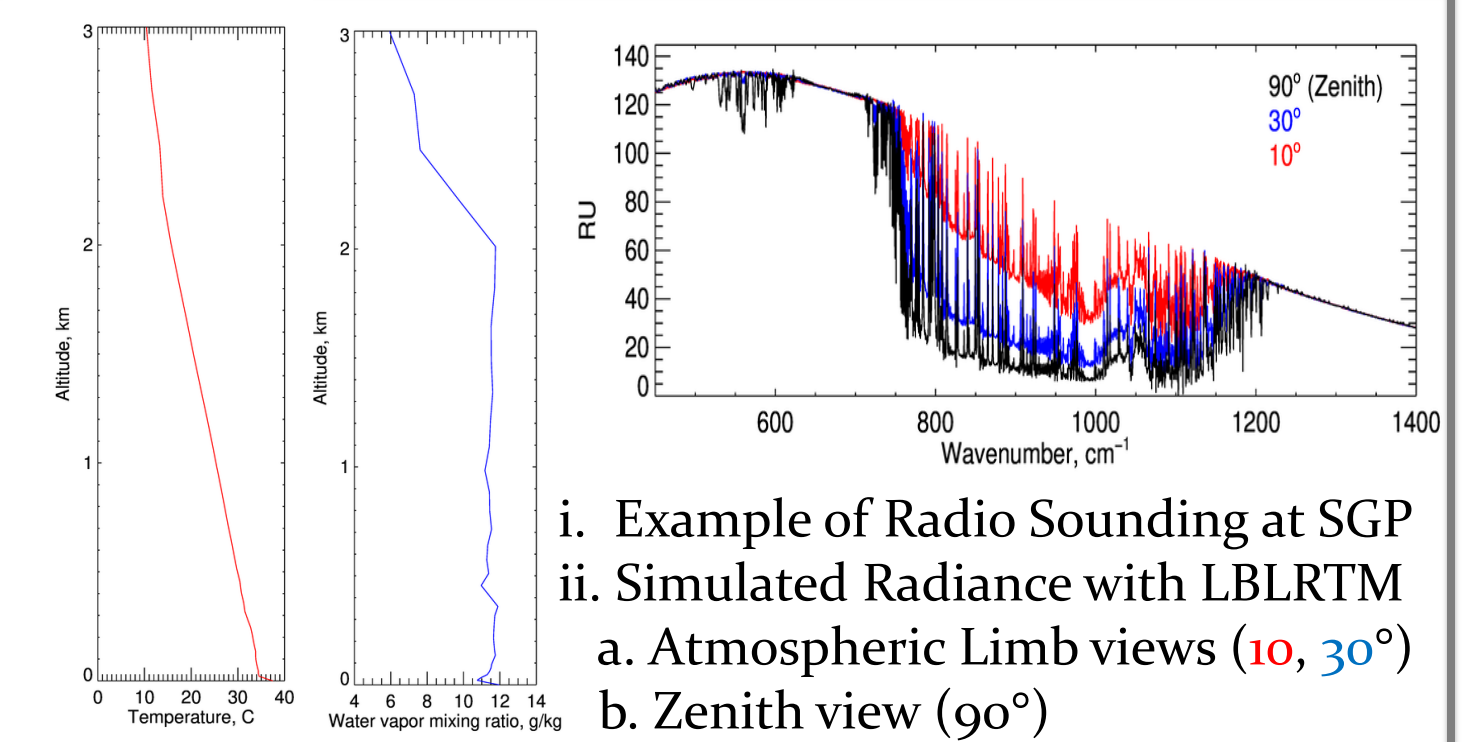 3
2
1
0
0 10 20 30 40
Temperature, C
Altitude, km
3
2
1
0
4 6 8 10 12 14
Water vapor mixing ratio, g/kg
Altitude, km
140
120
100
80
60
40
20
0
RU
600 800 1000 1200 1400
Wavenumber, cm⁻¹
90⁰ (Zenith)
30⁰
10⁰
i. Example of Radio Sounding at SGP
ii. Simulated Radiance with LBLRTM
a. Atmospheric Limb views (10, 30°)
b. Zenith view (90°)